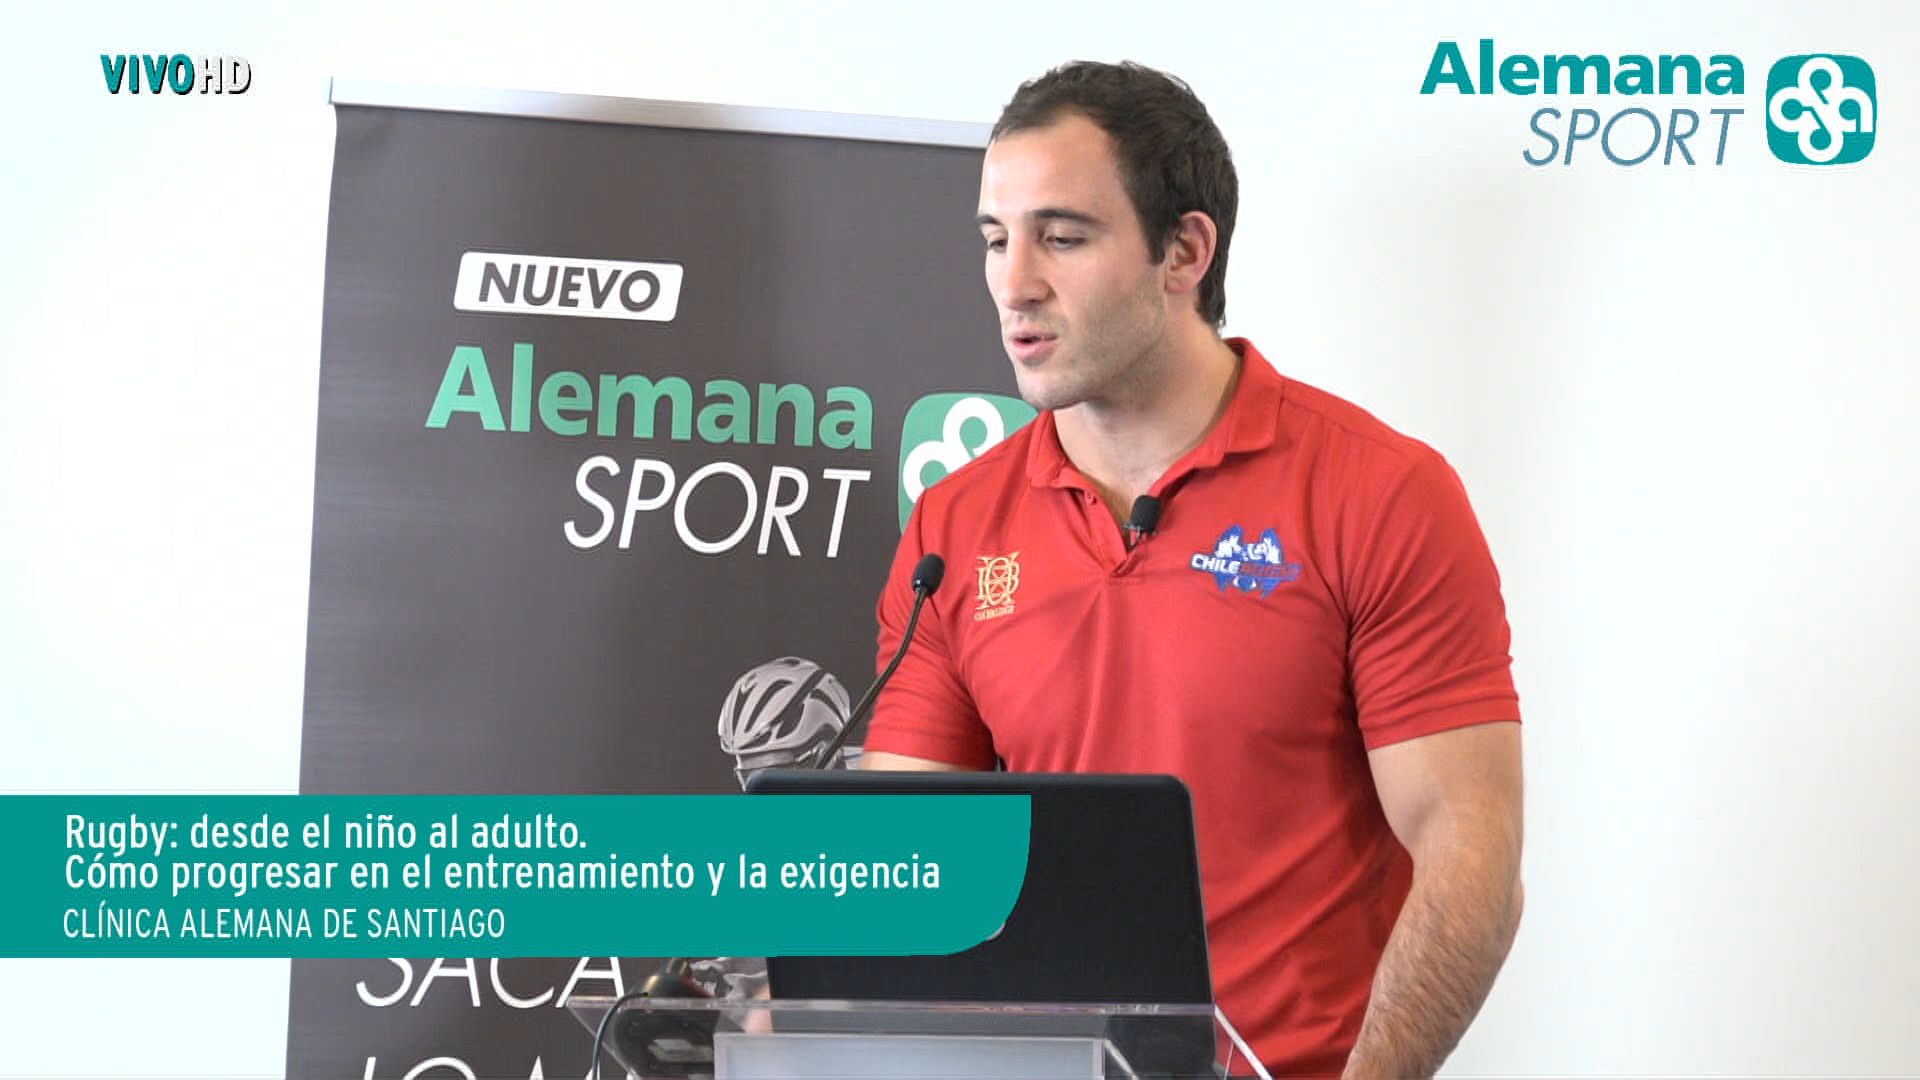 VIVOHD
Alemana
SPORT
NUEVO
Alemana
SPORT
CHILE
Rugby: desde el niño al adulto.
Cómo progresar en el entrenamiento y la exigencia
CLÍNICA ALEMANA DE SANTIAGO
SACA